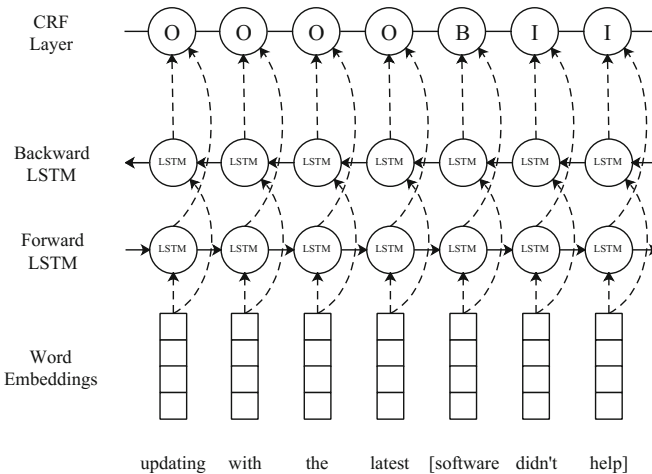 CRF
Layer
O O O O B I I
Backward
LSTM
LSTM LSTM LSTM LSTM LSTM LSTM LSTM
Forward
LSTM
LSTM LSTM LSTM LSTM LSTM LSTM LSTM
Word
Embeddings
updating with the latest [software didn't help]